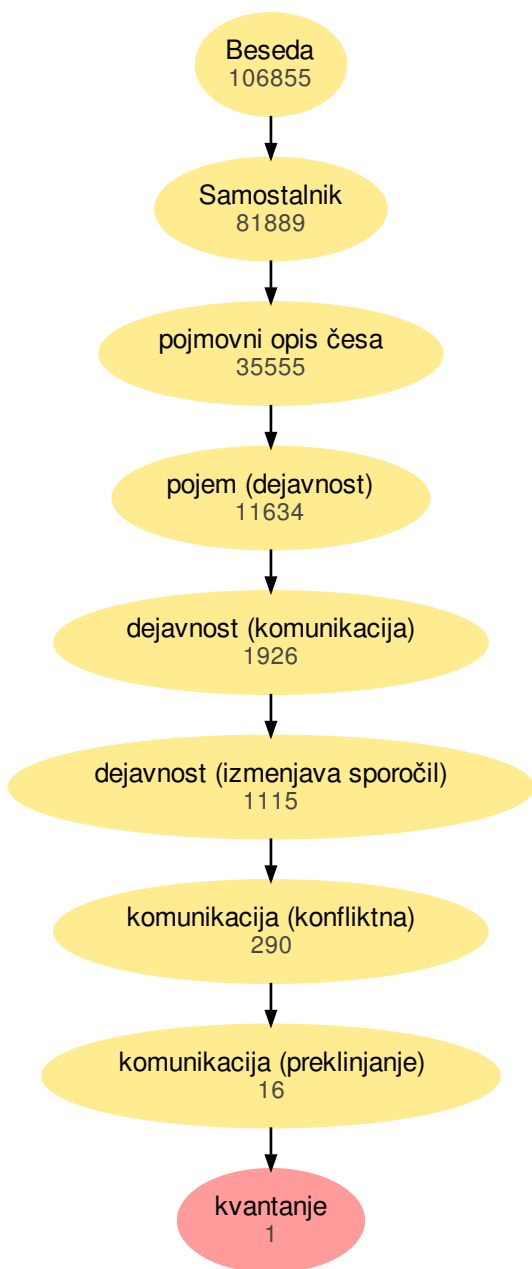 Beseda
106855
Samostalnik
81889
pojmovni opis česa
35555
pojem (dejavnost)
11634
dejavnost (komunikacija)
1926
dejavnost (izmenjava sporočil)
1115
komunikacija (konfliktna)
290
komunikacija (preklinjanje)
16
kvantanje
1